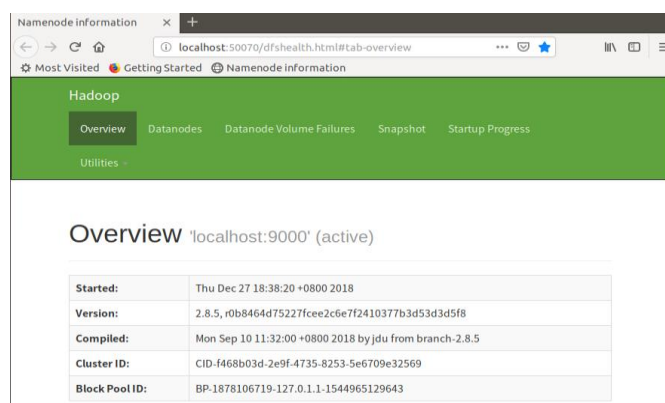 Namenode information × +
localhost:50070/dfshealth.html#tab-overview ...
Most Visited Getting Started Namenode information
Hadoop
Overview Datanodes Datanode Volume Failures Snapshot Startup Progress
Utilities
Overview 'localhost:9000' (active)
Started: Thu Dec 27 18:38:20 +0800 2018
Version: 2.8.5, r0b8464d75227fcee2c6e7f2410377b3d53d3d5f8
Compiled: Mon Sep 10 11:32:00 +0800 2018 by jdu from branch-2.8.5
Cluster ID: CID-f468b03d-2e9f-4735-8253-5e6709e32569
Block Pool ID: BP-1878106719-127.0.1.1-1544965129643